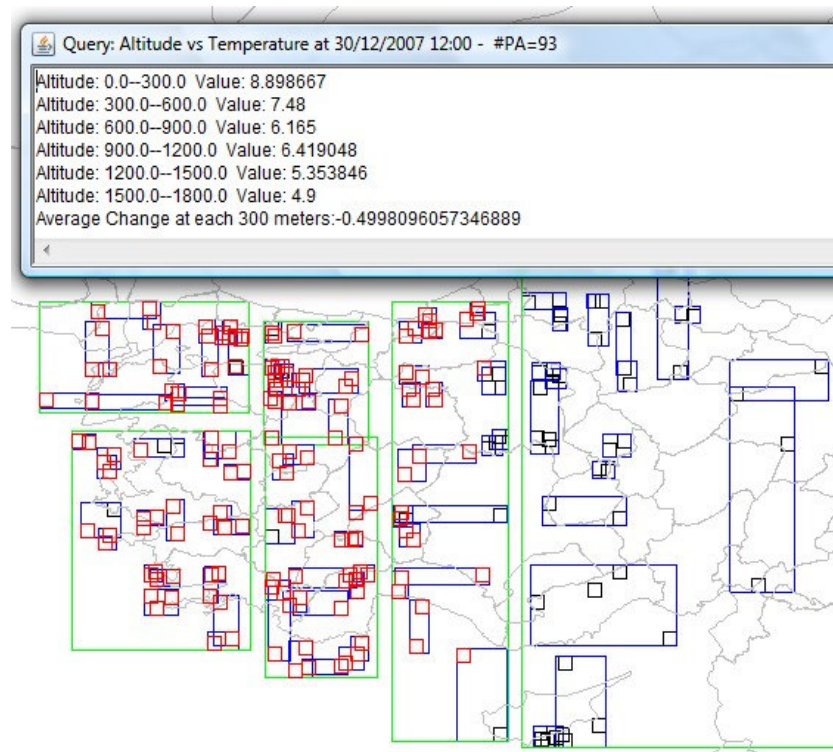 Query: Altitude vs Temperature at 30/12/2007 12:00 - #PA=93
Altitude: 0.0--300.0 Value: 8.898667
Altitude: 300.0--600.0 Value: 7.48
Altitude: 600.0--900.0 Value: 6.165
Altitude: 900.0--1200.0 Value: 6.419048
Altitude: 1200.0--1500.0 Value: 5.353846
Altitude: 1500.0--1800.0 Value: 4.9
Average Change at each 300 meters:-0.4998096057346889